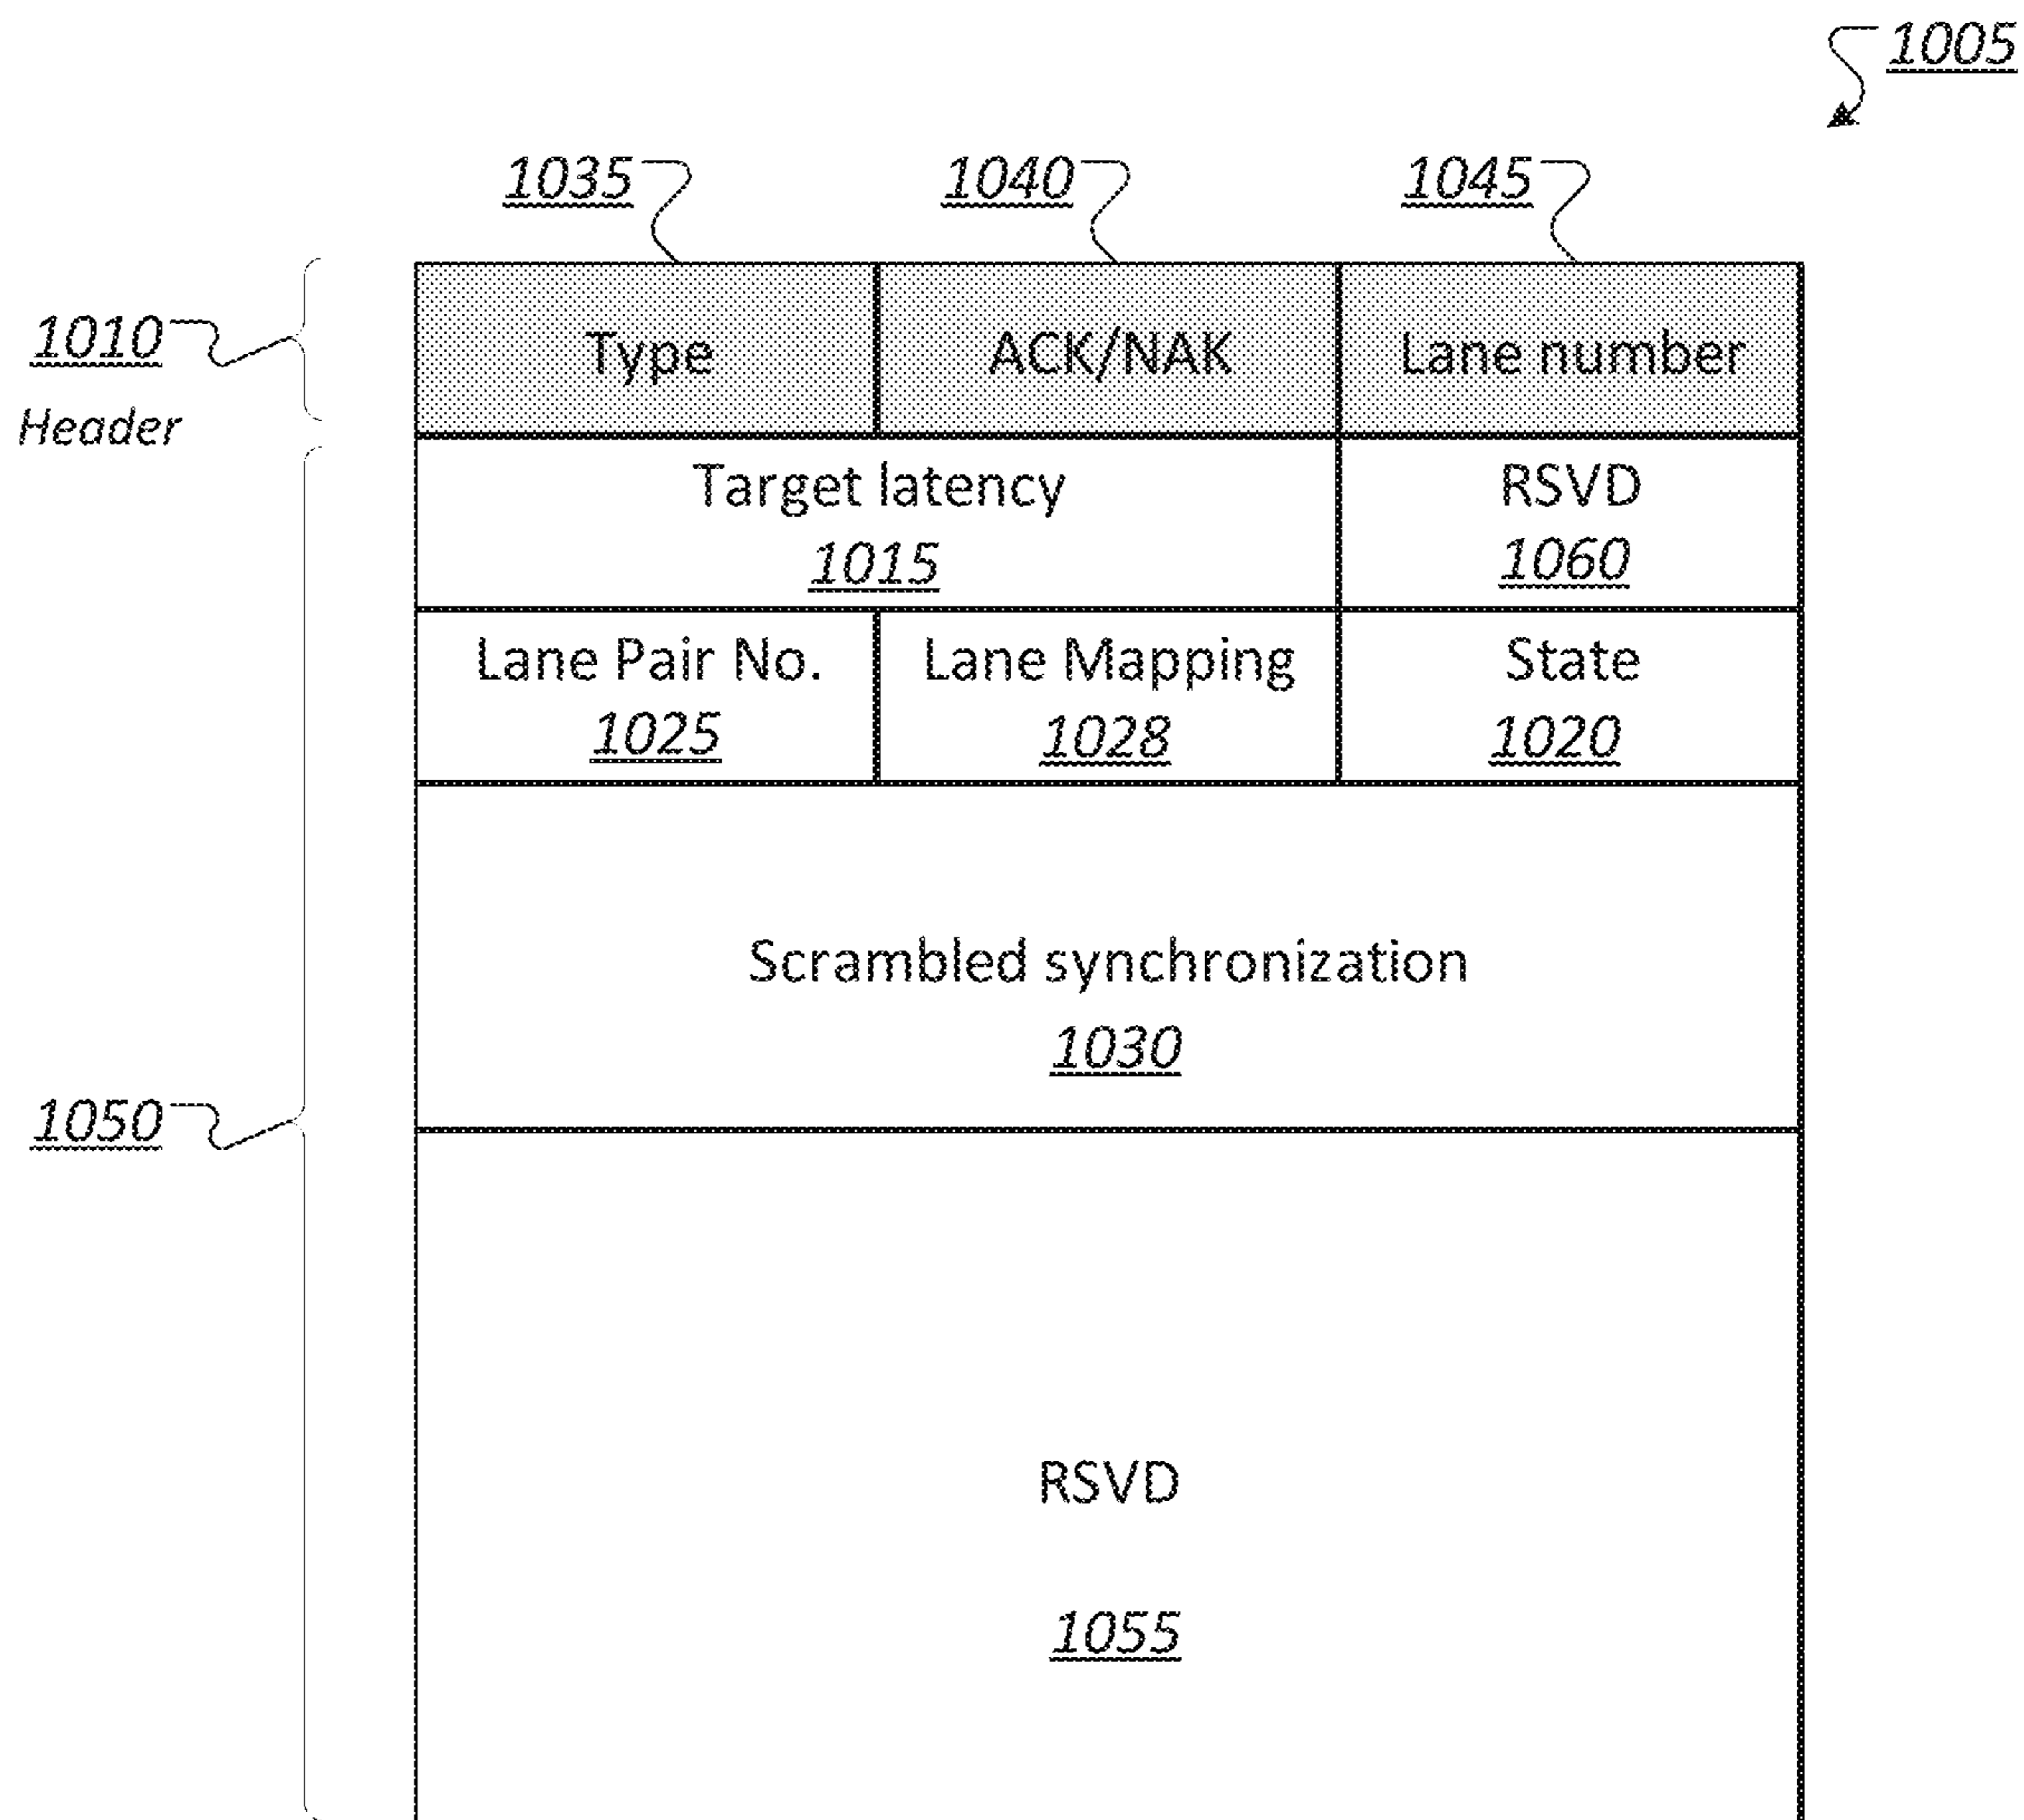 1005
1035 1040 1045
1010
Header
Type ACK/NAK Lane number
Target latency RSVD
1015 1060
Lane Pair No. Lane Mapping State
1025 1028 1020
Scrambled synchronization
1030
1050
RSVD
1055